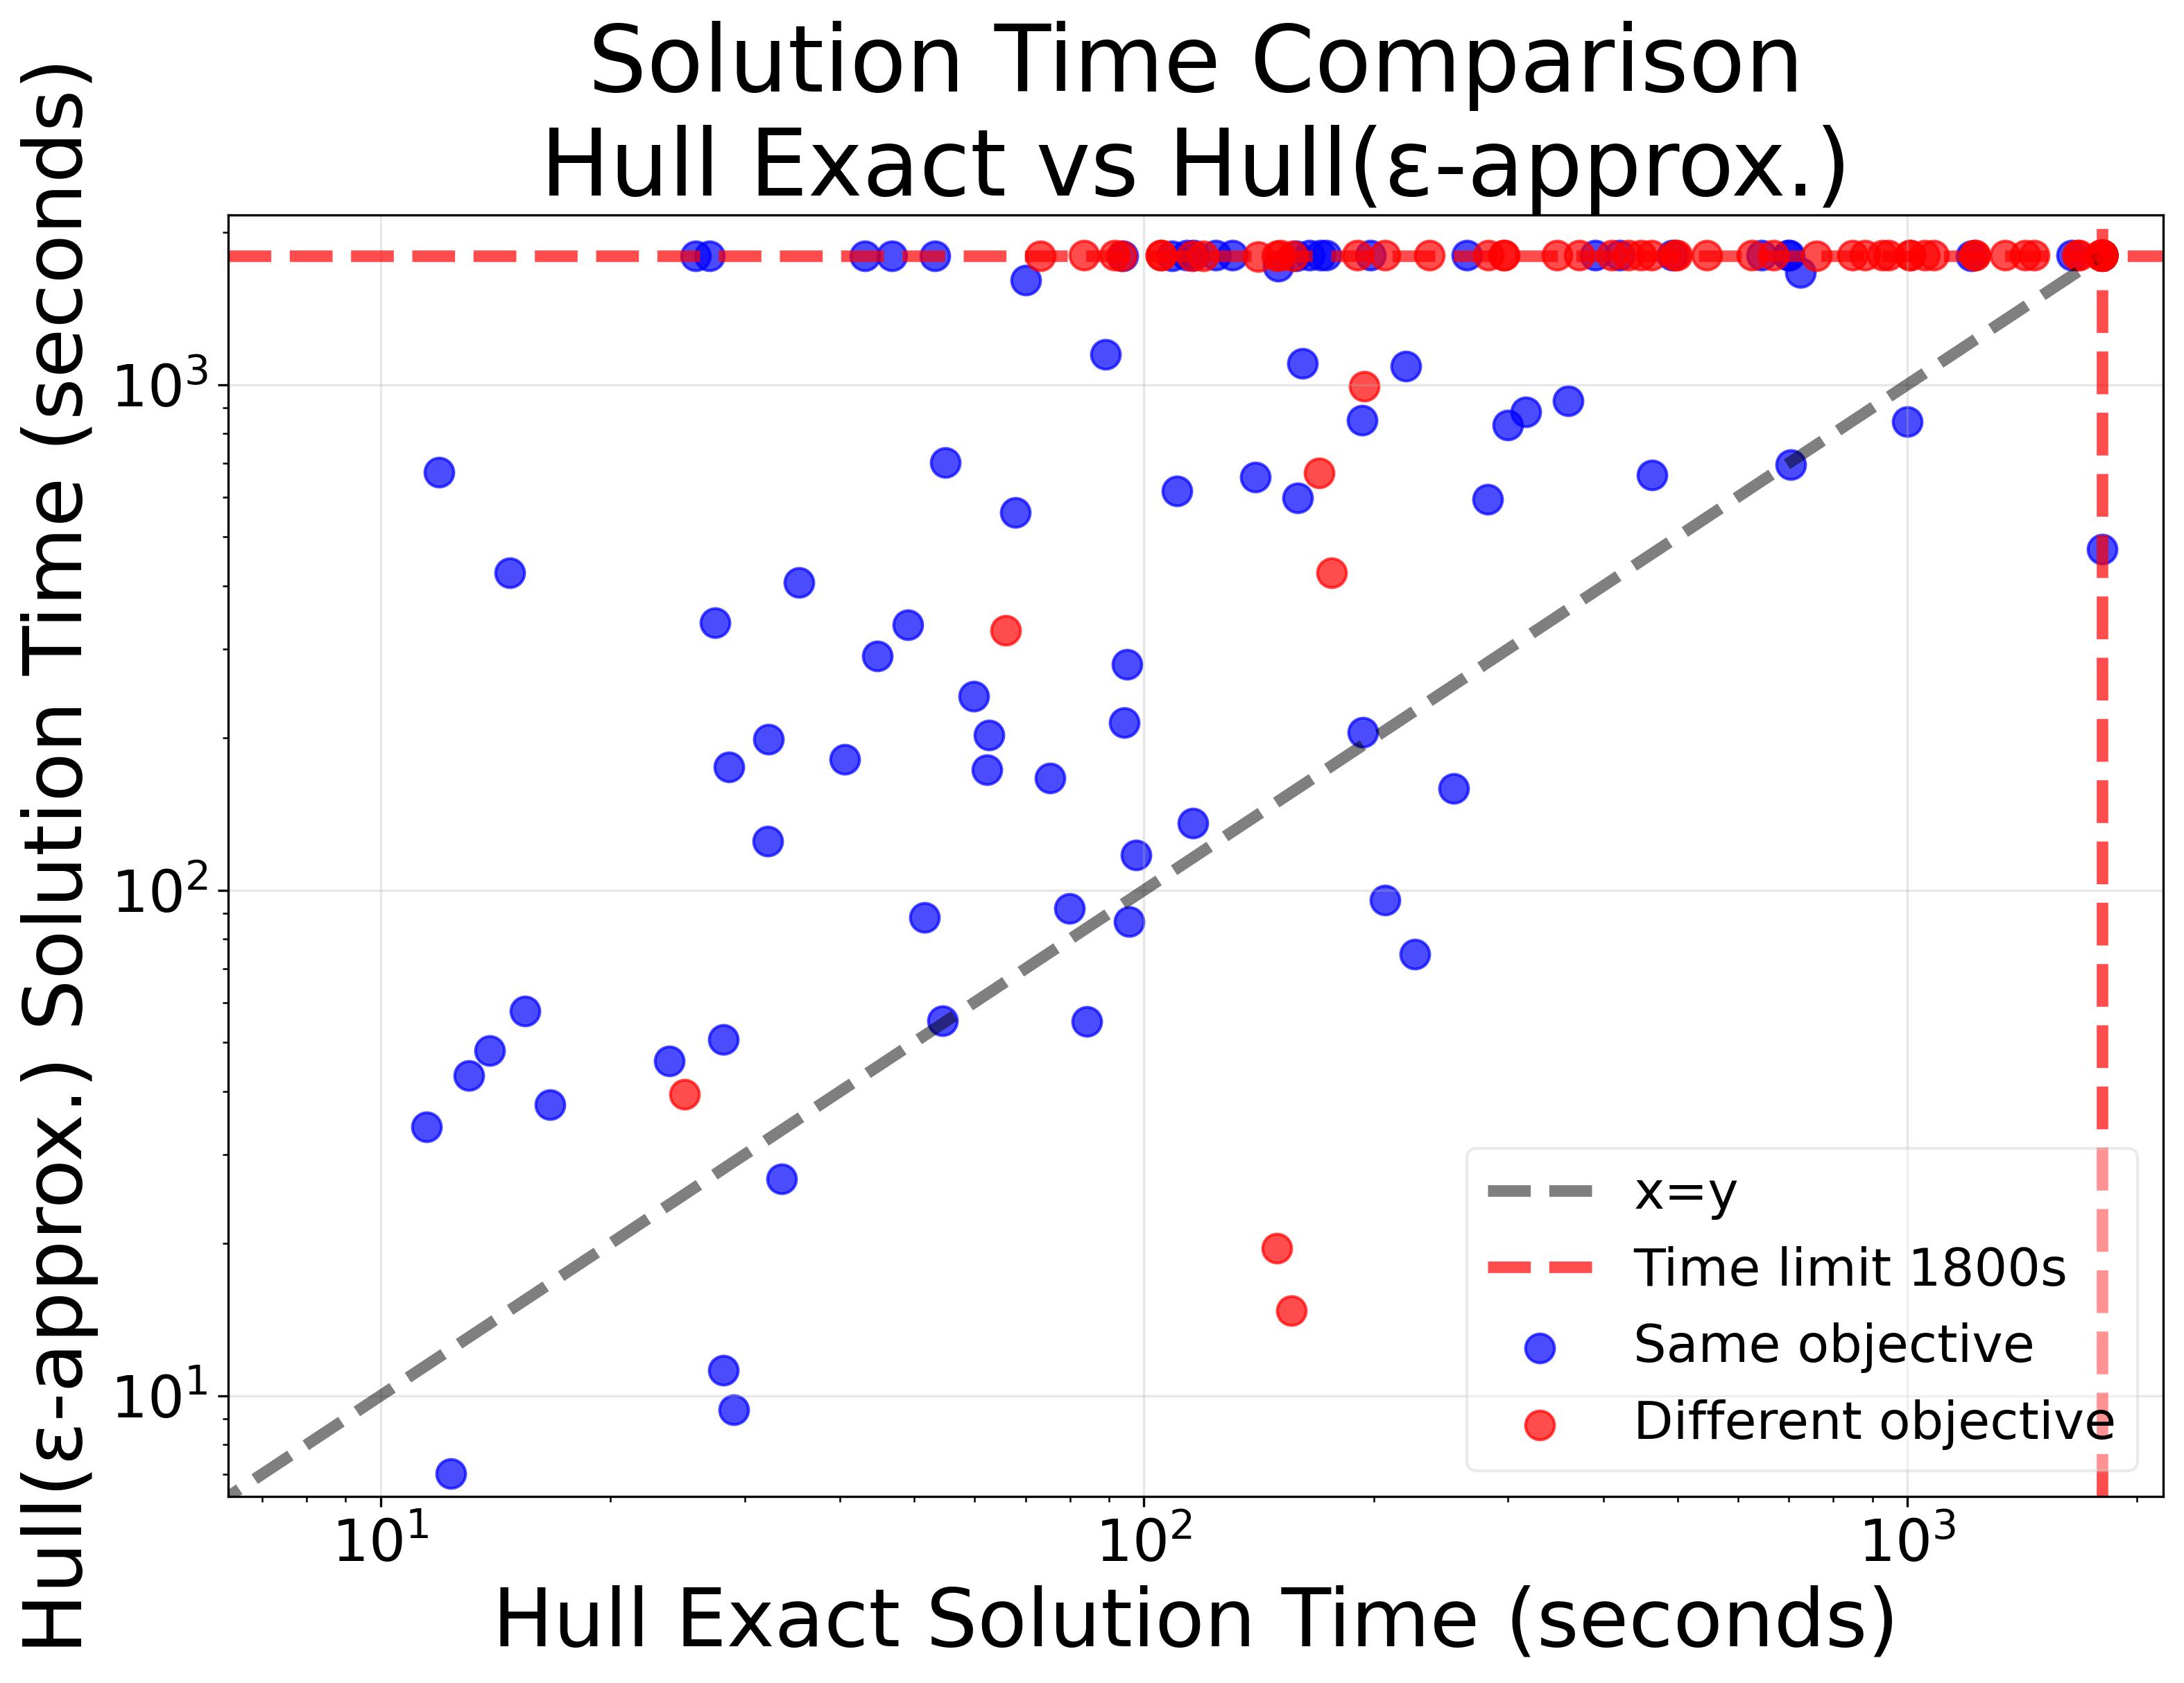 Solution Time Comparison
Hull Exact vs Hull(ε-approx.)
Hull(ε-approx.) Solution Time (seconds)
10³
10²
10¹
x=y
Time limit 1800s
Same objective
Different objective
10¹ 10² 10³
Hull Exact Solution Time (seconds)